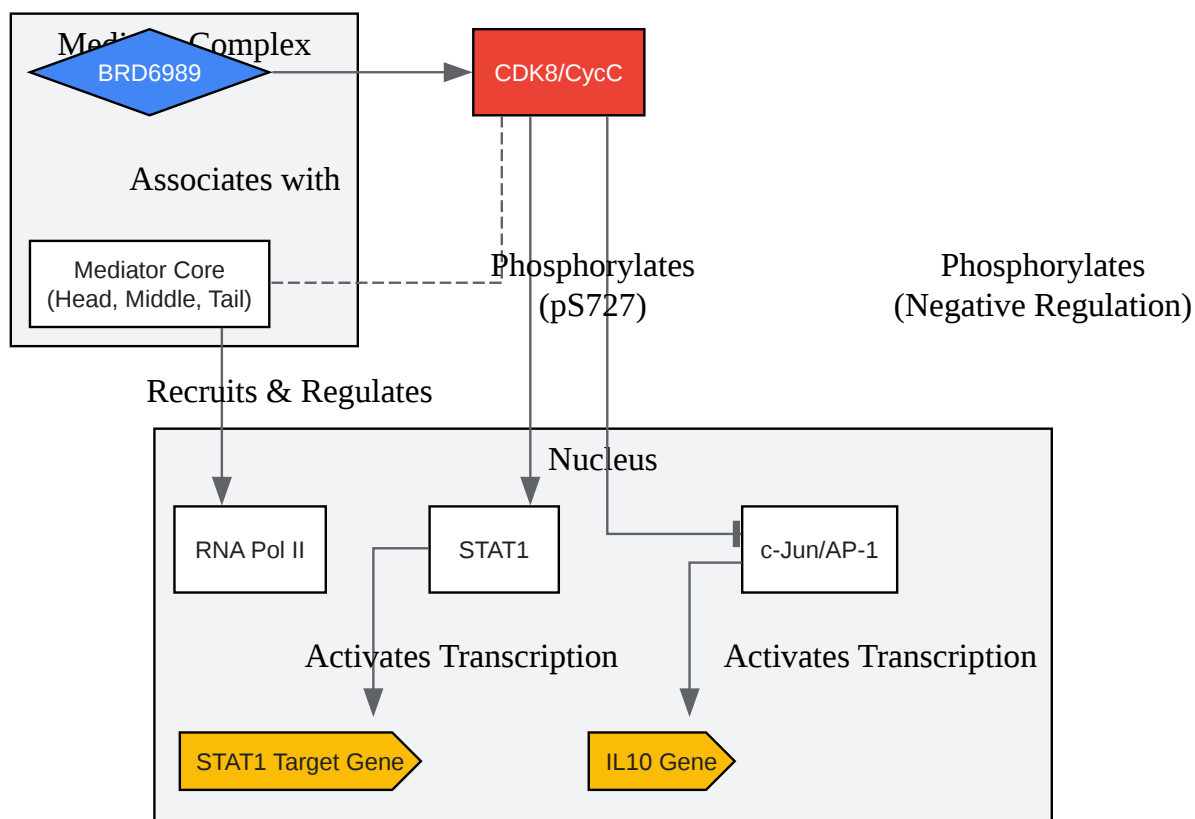 Mediator Complex
BRD6989
CDK8/CycC
Associates with
Mediator Core
(Head, Middle, Tail)
Phosphorylates
(pS727)
Phosphorylates
(Negative Regulation)
Recruits & Regulates
Nucleus
RNA Pol II
STAT1
c-Jun/AP-1
Activates Transcription
Activates Transcription
STAT1 Target Gene
IL10 Gene